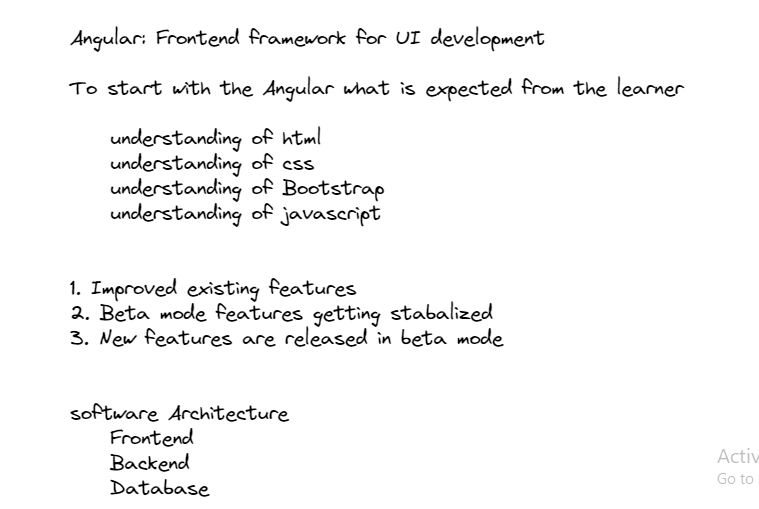 Angular: Frontend framework for UI development
To start with the Angular what is expected from the learner
understanding of html
understanding of css
understanding of Bootstrap
understanding of javascript
1. Improved existing features
2. Beta mode features getting stabalized
3. New features are released in beta mode
software Architecture
Frontend
Backend
Database
Activ
Go to